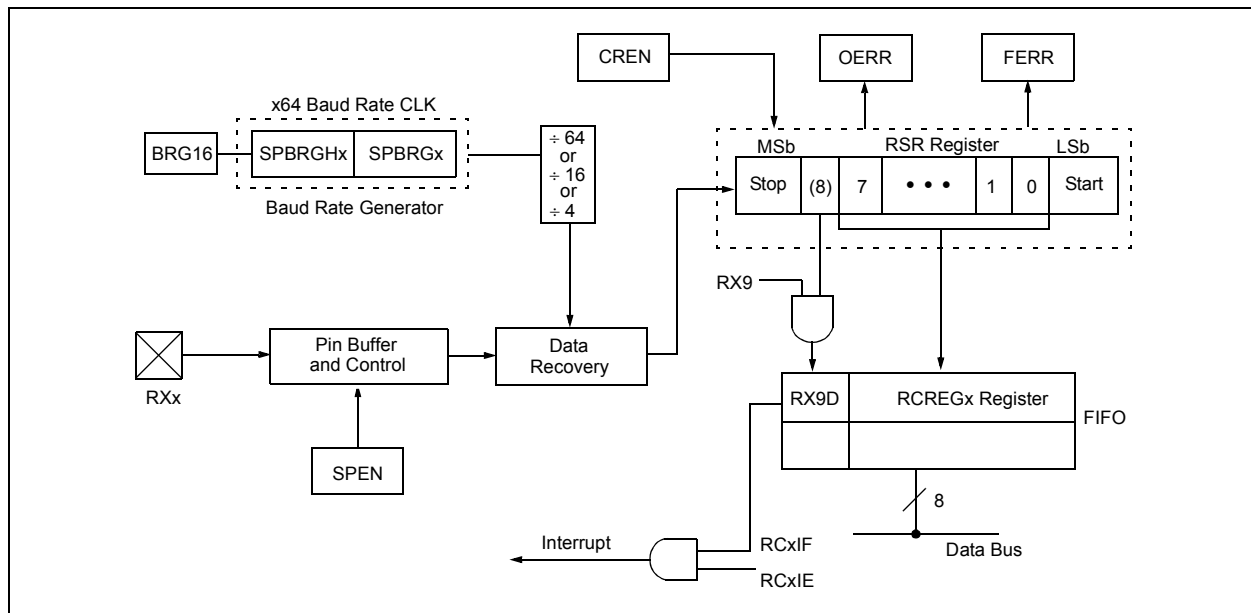 CREN
OERR
FERR
x64 Baud Rate CLK
BRG16
SPBRGHx
SPBRGx
Baud Rate Generator
÷ 64
or
÷ 16
or
÷ 4
MSb
RSR Register
LSb
Stop
(8)
7
• • •
1
0
Start
RX9
RXx
Pin Buffer
and Control
Data
Recovery
SPEN
RX9D
RCREGx Register
FIFO
8
Data Bus
Interrupt
RCxIF
RCxIE